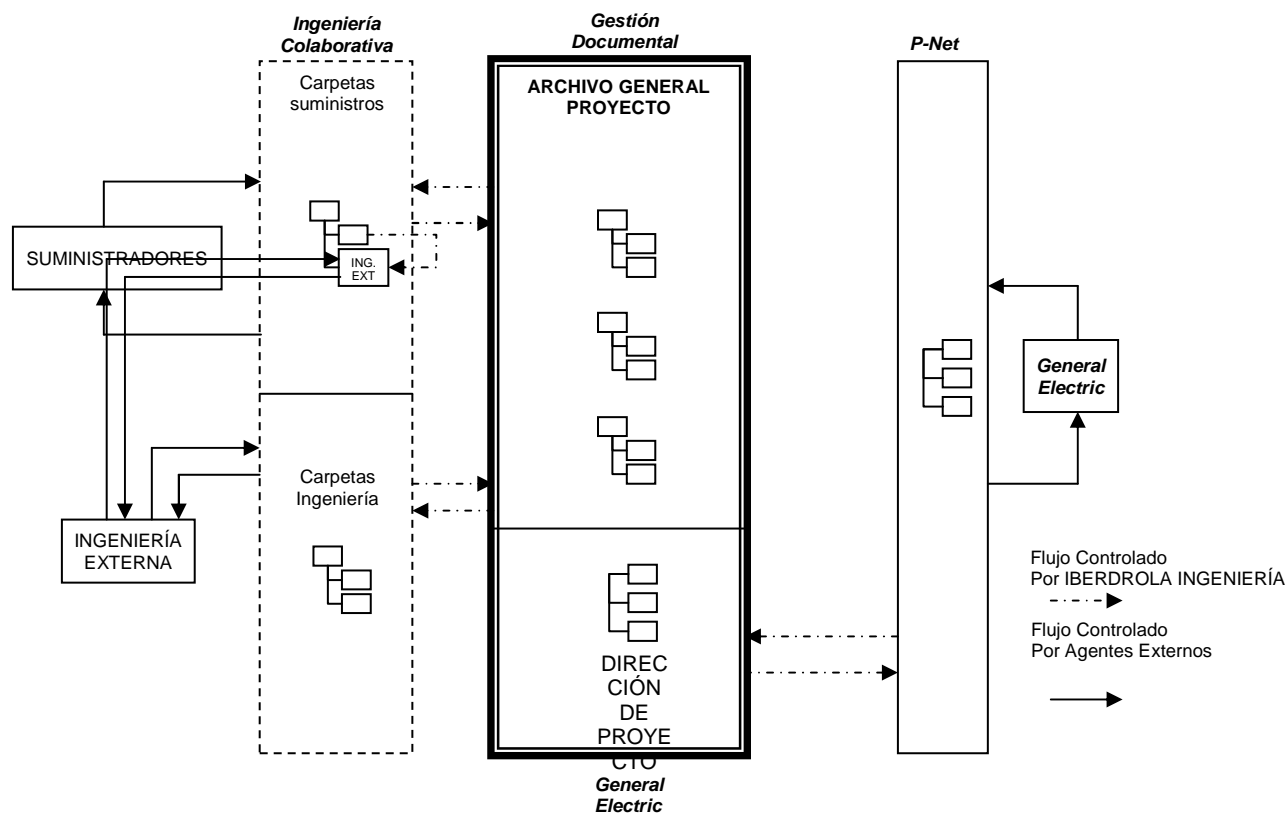 Ingeniería
Colaborativa
Gestión
Documental
P-Net
Carpetas
suministros
ARCHIVO GENERAL
PROYECTO
SUMINISTRADORES
ING.
EXT
General
Electric
Carpetas
Ingeniería
INGENIERÍA
EXTERNA
Flujo Controlado
Por IBERDROLA INGENIERÍA
Flujo Controlado
Por Agentes Externos
DIREC
CIÓN
DE
PROYE
CTO
General
Electric